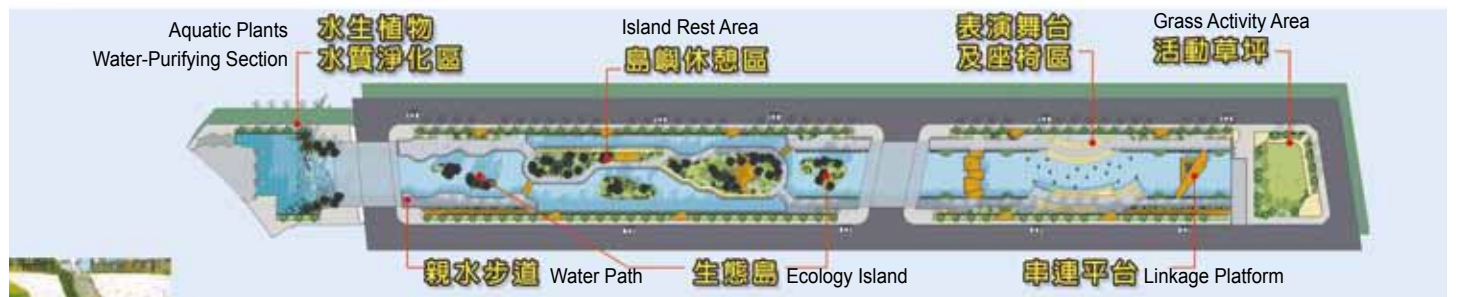 Aquatic Plants
Water-Purifying Section
水生植物
水質淨化區
Island Rest Area
島嶼休憩區
表演舞台
及座椅區
Grass Activity Area
活動草坪
親水步道 Water Path
生態島 Ecology Island
串連平台 Linkage Platform